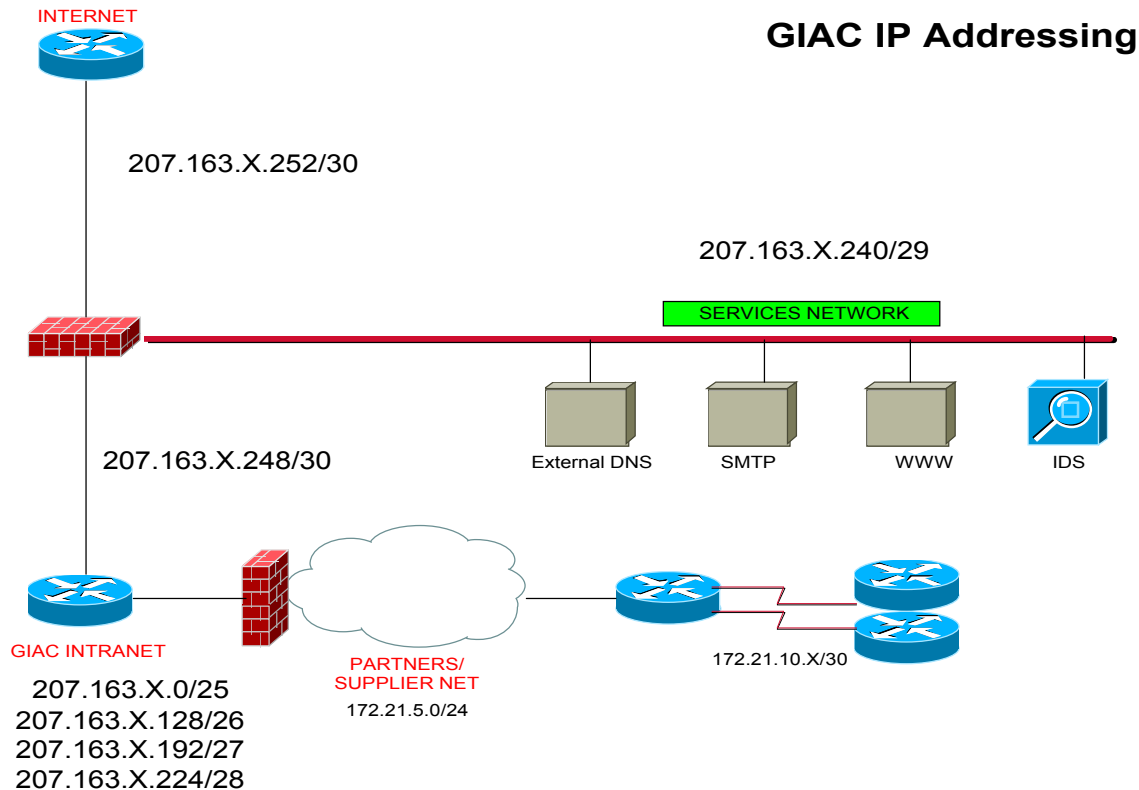 INTERNET
GIAC IP Addressing
207.163.X.252/30
207.163.X.240/29
SERVICES NETWORK
External DNS
SMTP
WWW
IDS
207.163.X.248/30
GIAC INTRANET
207.163.X.0/25
207.163.X.128/26
207.163.X.192/27
207.163.X.224/28
PARTNERS/
SUPPLIER NET
172.21.5.0/24
172.21.10.X/30